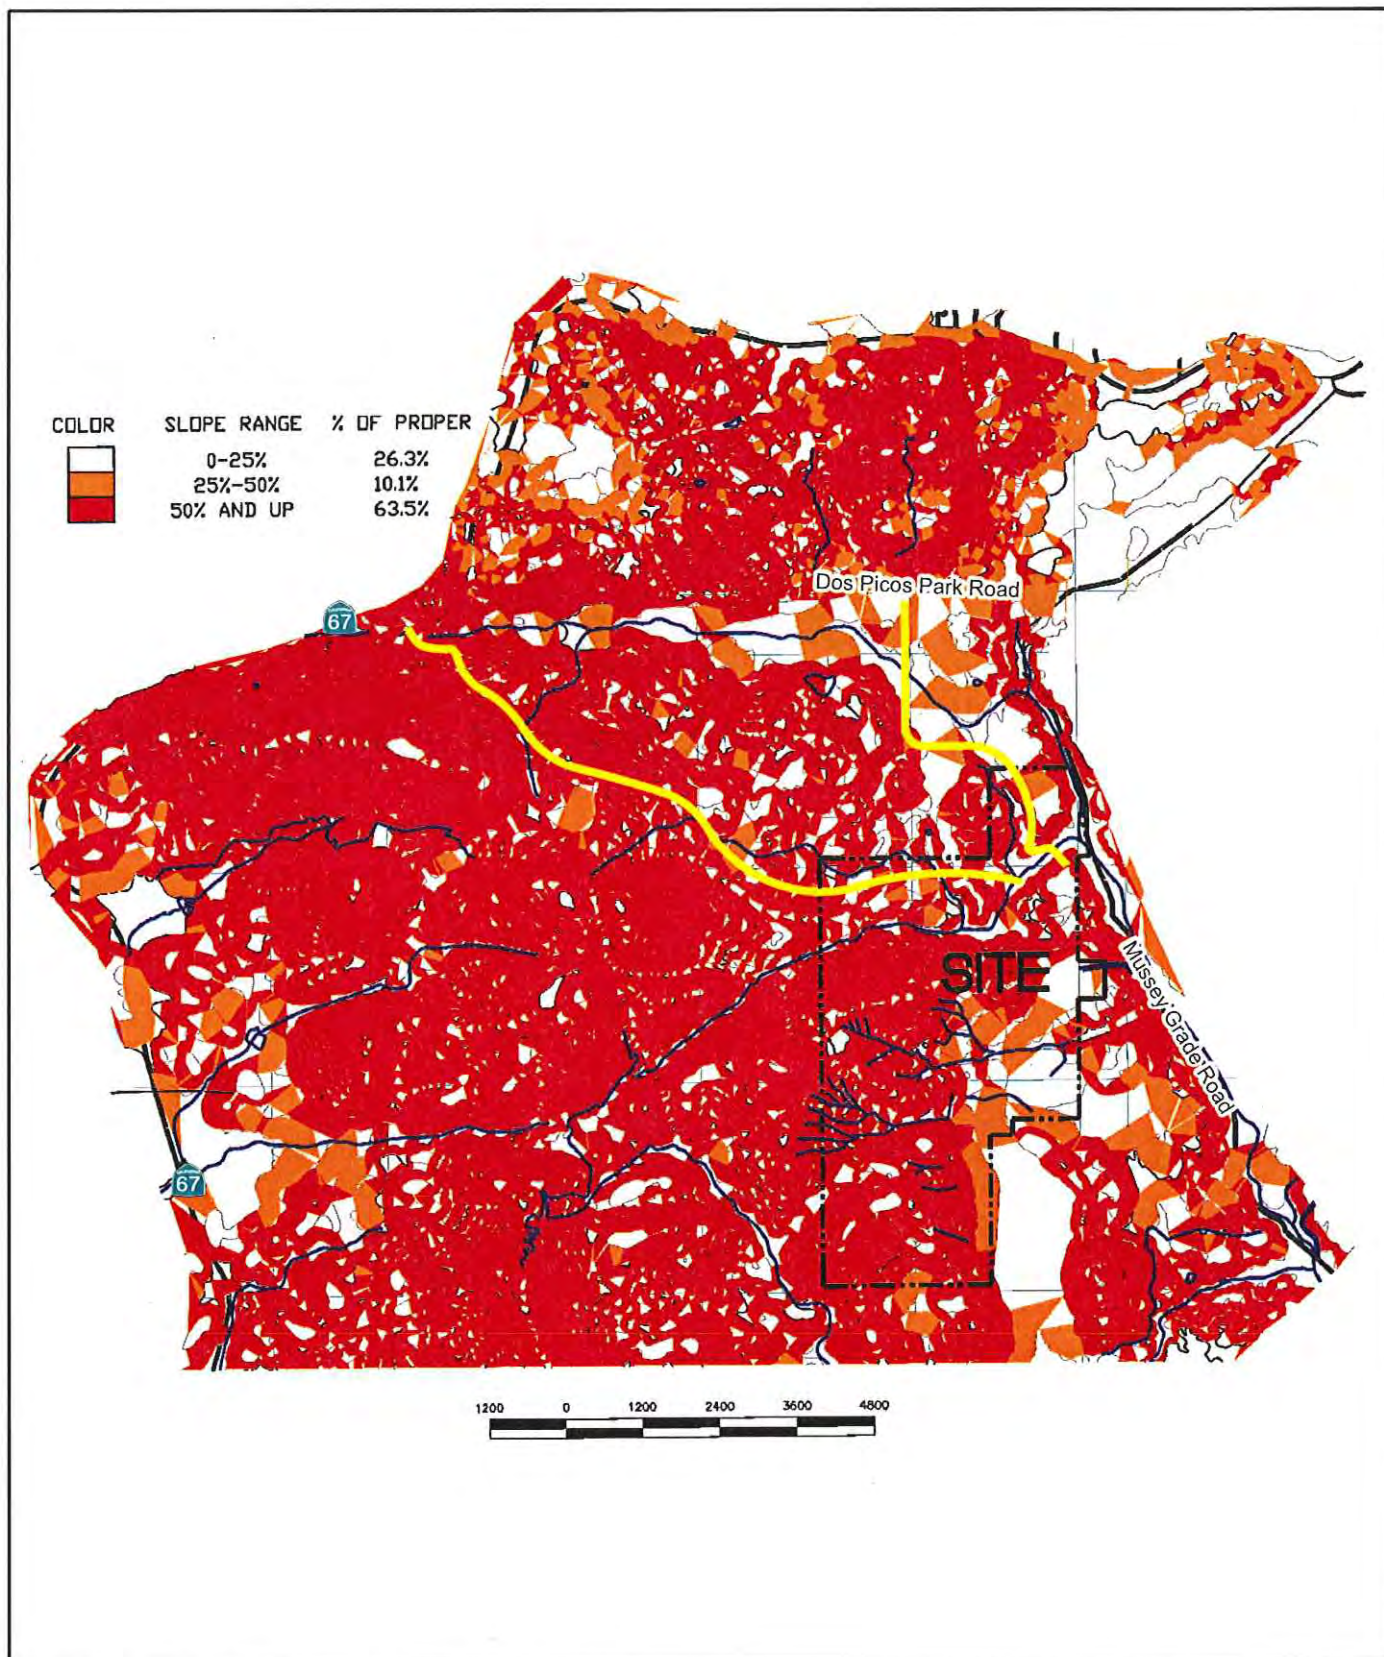 COLOR SLOPE RANGE % OF PROPER
0-25% 26.3%
25%-50% 10.1%
50% AND UP 63.5%
Dos Picos Park Road
67
SITE
Mussey Grade Road
67
1200 0 1200 2400 3600 4800